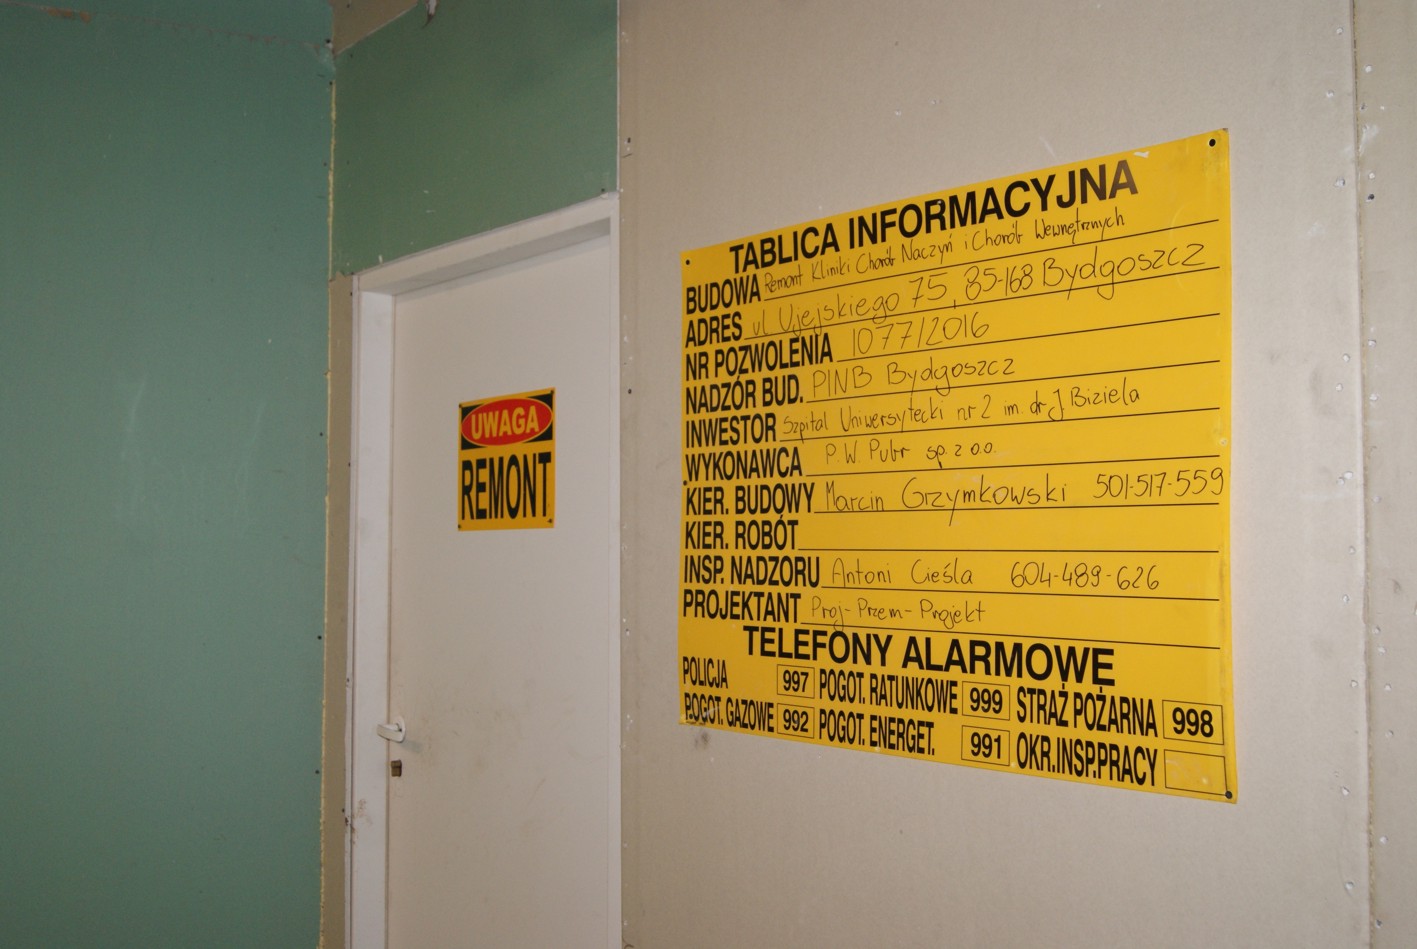 UWAGA
REMONT
TABLICA INFORMACYJNA
BUDOWA Remont Kliniki Chorób Naczyń i Chorób Wewnętrznych
ADRES ul Ujejskiego 75, 85-168 Bydgoszcz
NR POZWOLENIA 1077/2016
NADZÓR BUD. PINB Bydgoszcz
INWESTOR Szpital Uniwersytecki nr 2 im. dr J Biziela
WYKONAWCA P.W. Pubr sp. z o.o.
KIER. BUDOWY Marcin Grzymkowski 501-517-559
KIER. ROBÓT
INSP. NADZORU Antoni Cieśla 604-489-626
PROJEKTANT Proj-Przem-Projekt
TELEFONY ALARMOWE
POLICJA 997 POGOT. RATUNKOWE 999 STRAŻ POŻARNA 998
POGOT. GAZOWE 992 POGOT. ENERGET. 991 OKR.INSP.PRACY